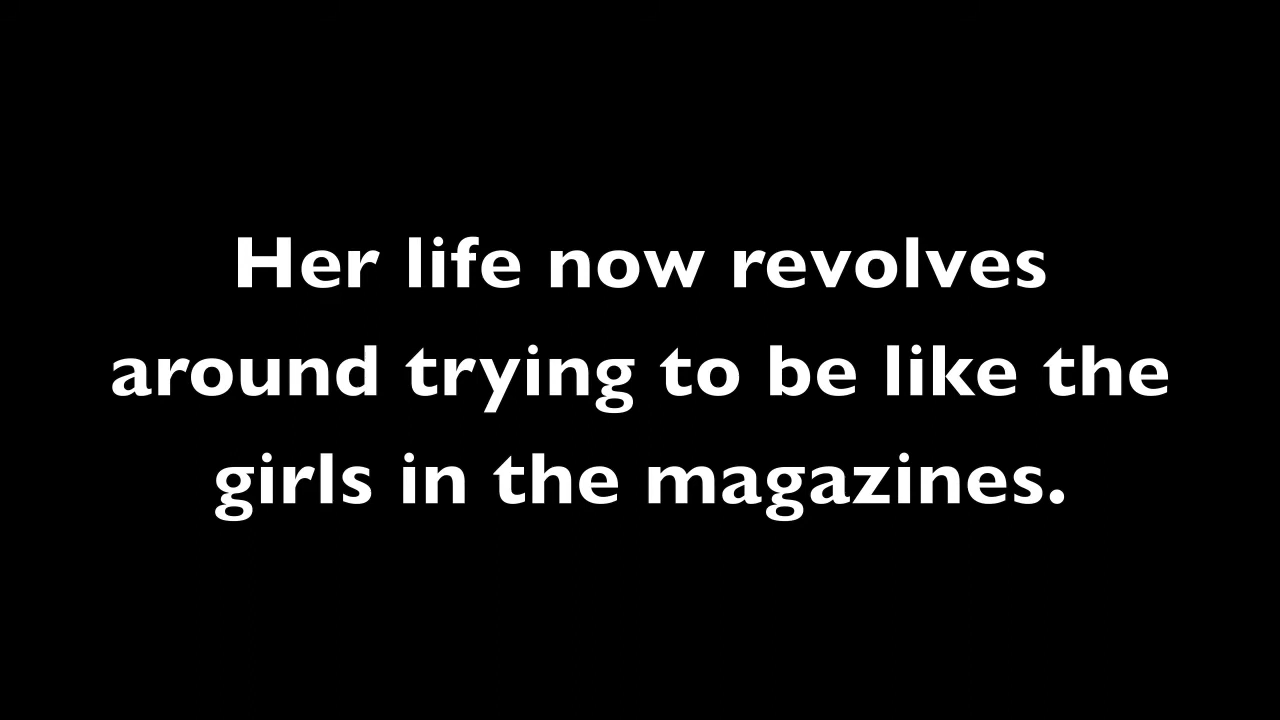 Her life now revolves
around trying to be like the
girls in the magazines.